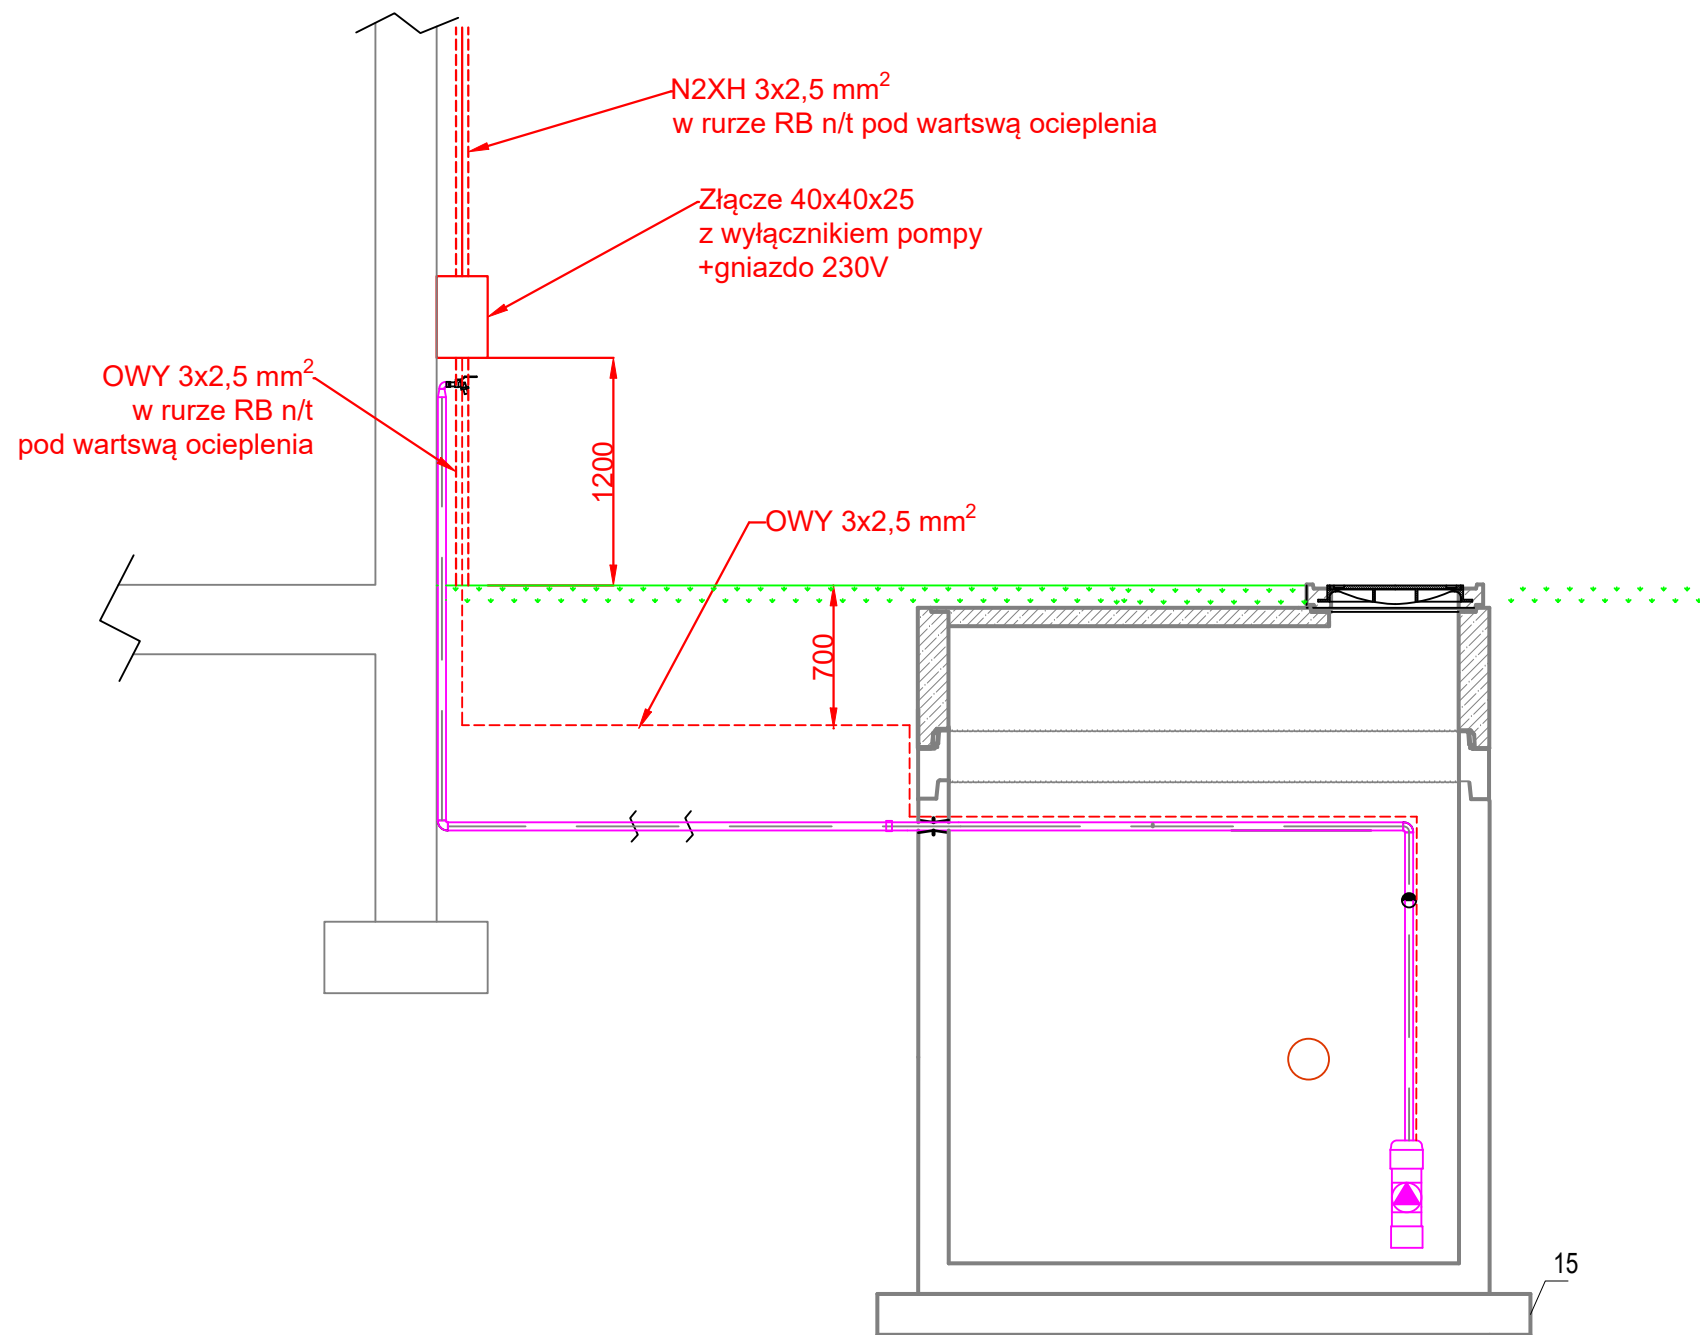 N2XH 3x2,5 mm²
w rurze RB n/t pod wartswą ocieplenia
Złącze 40x40x25
z wyłącznikiem pompy
+gniazdo 230V
OWY 3x2,5 mm²
w rurze RB n/t
pod wartswą ocieplenia
1200
OWY 3x2,5 mm²
700
15